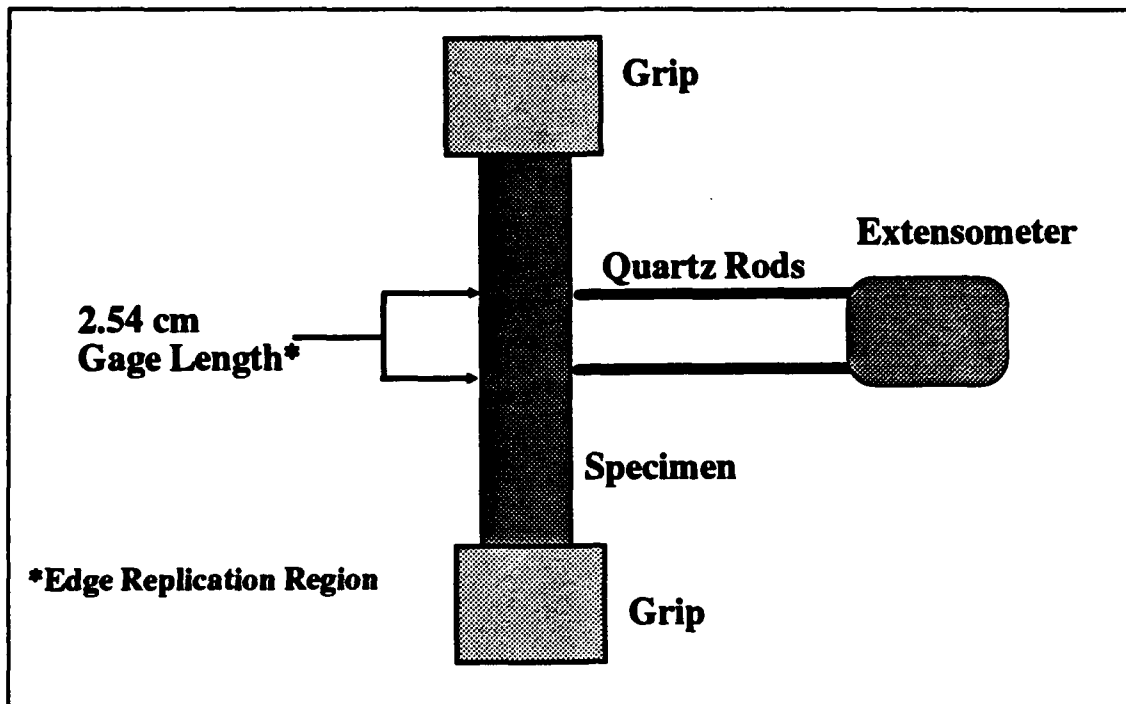 Grip
Extensometer
Quartz Rods
2.54 cm
Gage Length*
Specimen
*Edge Replication Region
Grip